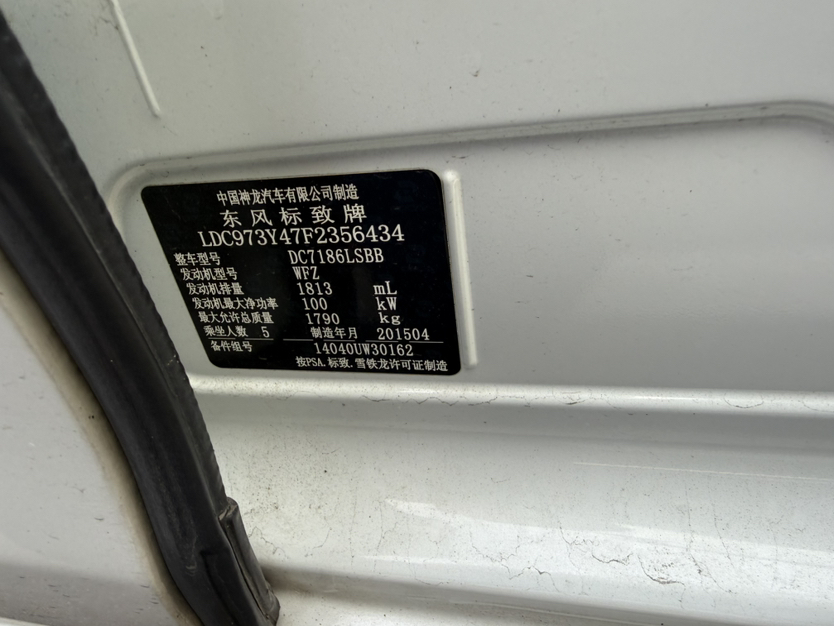 中国神龙汽车有限公司制造
东风标致牌
LDC973Y47F2356434
整车型号 DC7186LSBB
发动机型号 WFZ
发动机排量 1813 mL
发动机最大净功率 100 kW
最大允许总质量 1790 kg
乘坐人数 5 制造年月 201504
备件组号 14040UW30162
按PSA.标致.雪铁龙许可证制造